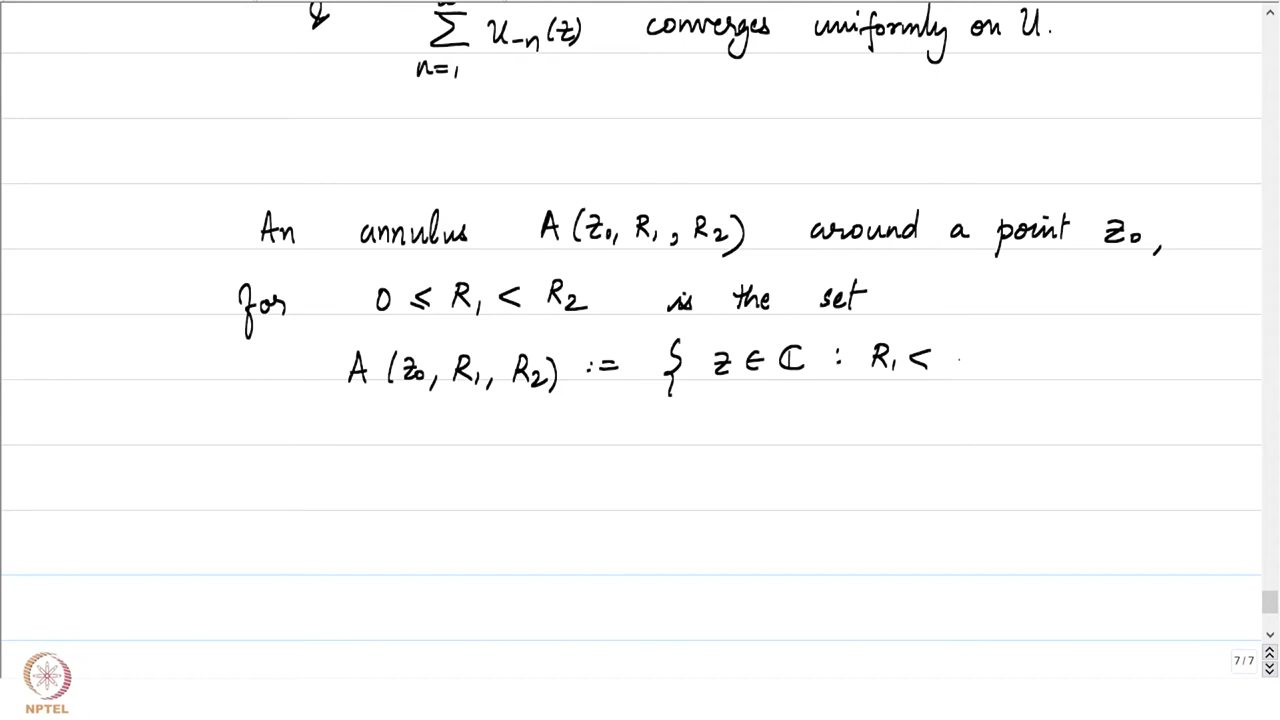 & ∑_{n=1} u_{-n}(z) converges uniformly on U.
An annulus A (z₀, R₁, R₂) around a point z₀,
for 0 ≤ R₁ < R₂ is the set
A (z₀, R₁, R₂) := { z ∈ ℂ : R₁ <
7/7
NPTEL